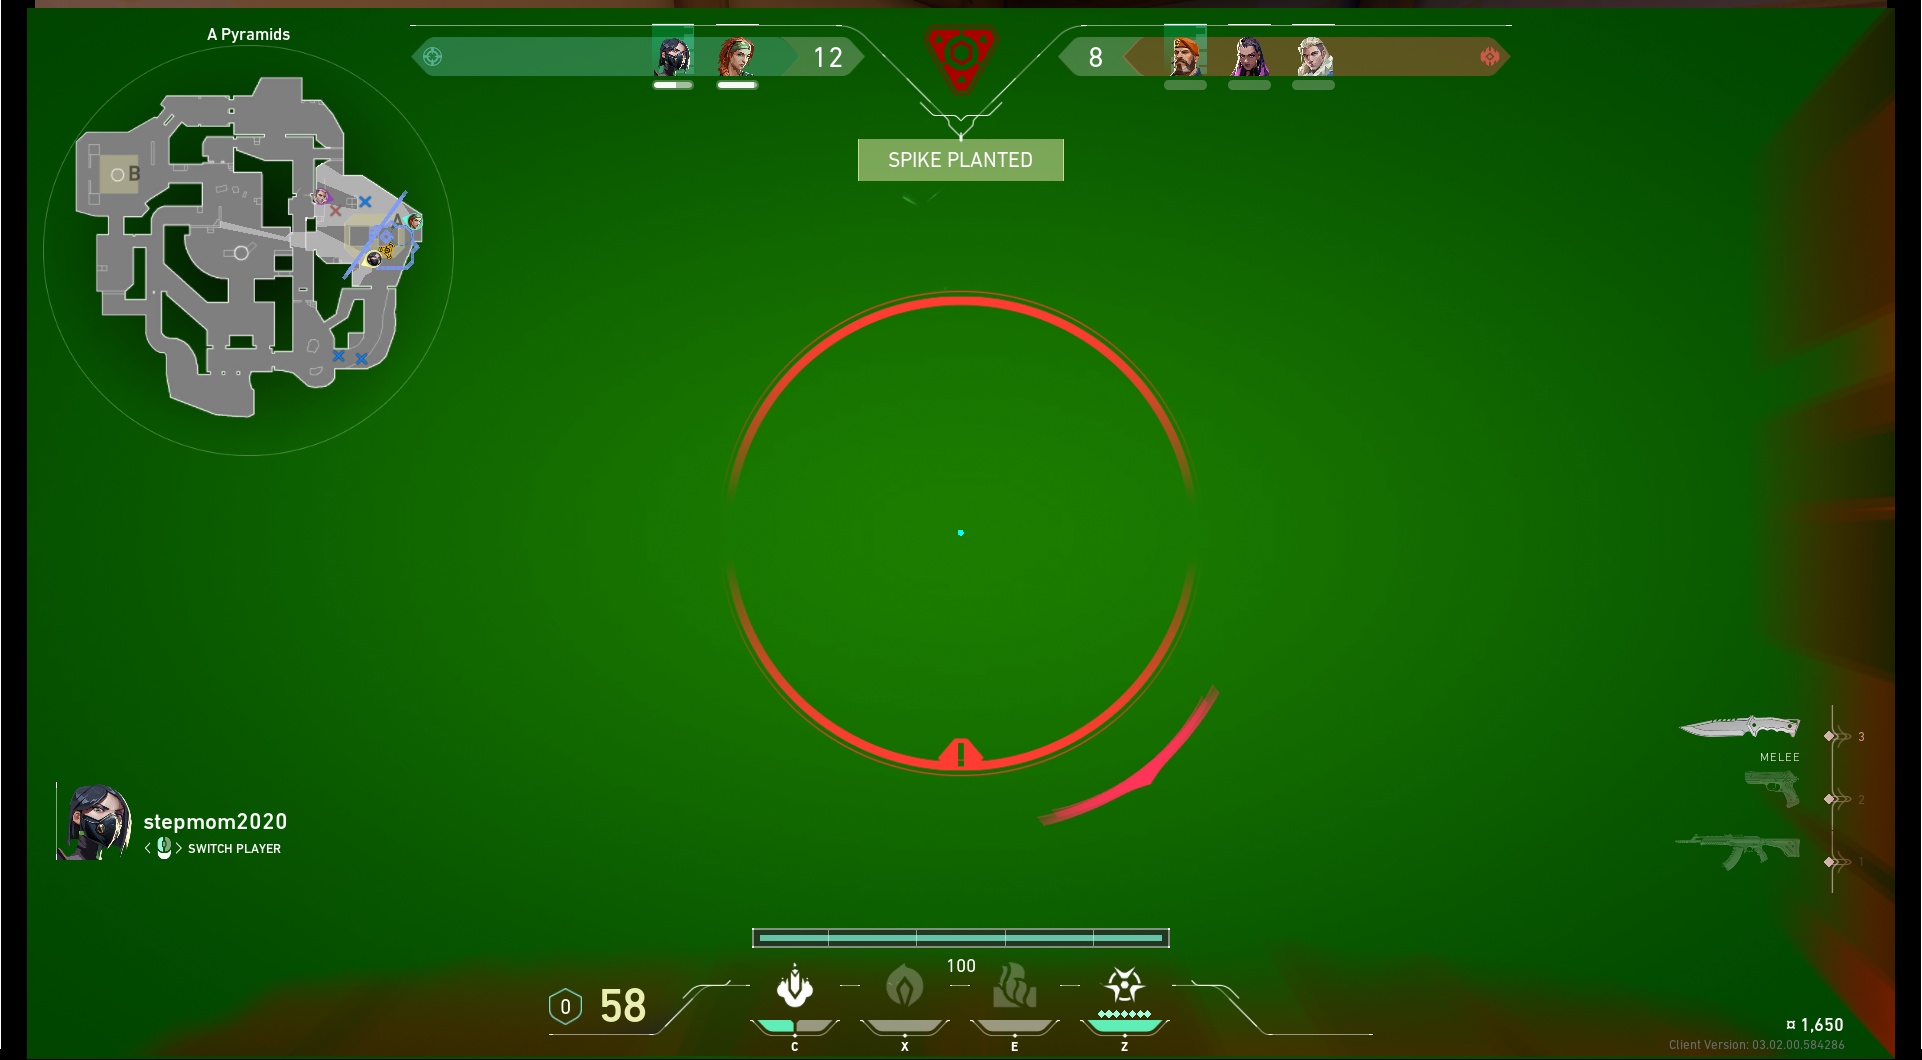 A Pyramids
12
8
SPIKE PLANTED
B
A
3
MELEE
2
1
stepmom2020
< > SWITCH PLAYER
100
0 58
C X E Z
¤ 1,650
Client Version: 03.02.00.584286